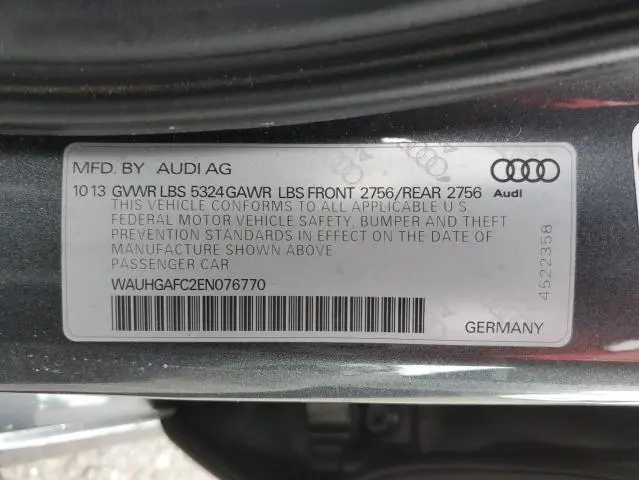 MFD. BY AUDI AG
10 13 GVWR LBS 5324 GAWR LBS FRONT 2756/REAR 2756
Audi
THIS VEHICLE CONFORMS TO ALL APPLICABLE U S
FEDERAL MOTOR VEHICLE SAFETY, BUMPER AND THEFT
PREVENTION STANDARDS IN EFFECT ON THE DATE OF
MANUFACTURE SHOWN ABOVE
PASSENGER CAR
WAUHGAFC2EN076770
4522358
GERMANY